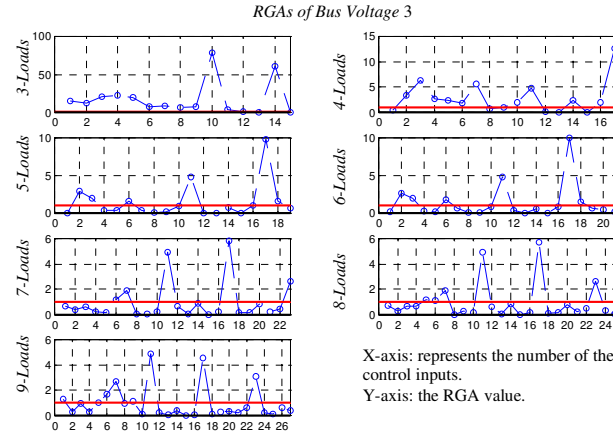 RGAs of Bus Voltage 3
3-Loads
100
50
0
0 2 4 6 8 10 12 14
4-Loads
15
10
5
0
0 2 4 6 8 10 12 14 16
5-Loads
10
5
0
0 2 4 6 8 10 12 14 16 18
6-Loads
10
5
0
0 2 4 6 8 10 12 14 16 18 20
7-Loads
6
4
2
0
0 2 4 6 8 10 12 14 16 18 20 22
8-Loads
6
4
2
0
0 2 4 6 8 10 12 14 16 18 20 22 24
9-Loads
6
4
2
0
0 2 4 6 8 10 12 14 16 18 20 22 24 26
X-axis: represents the number of the
control inputs.
Y-axis: the RGA value.